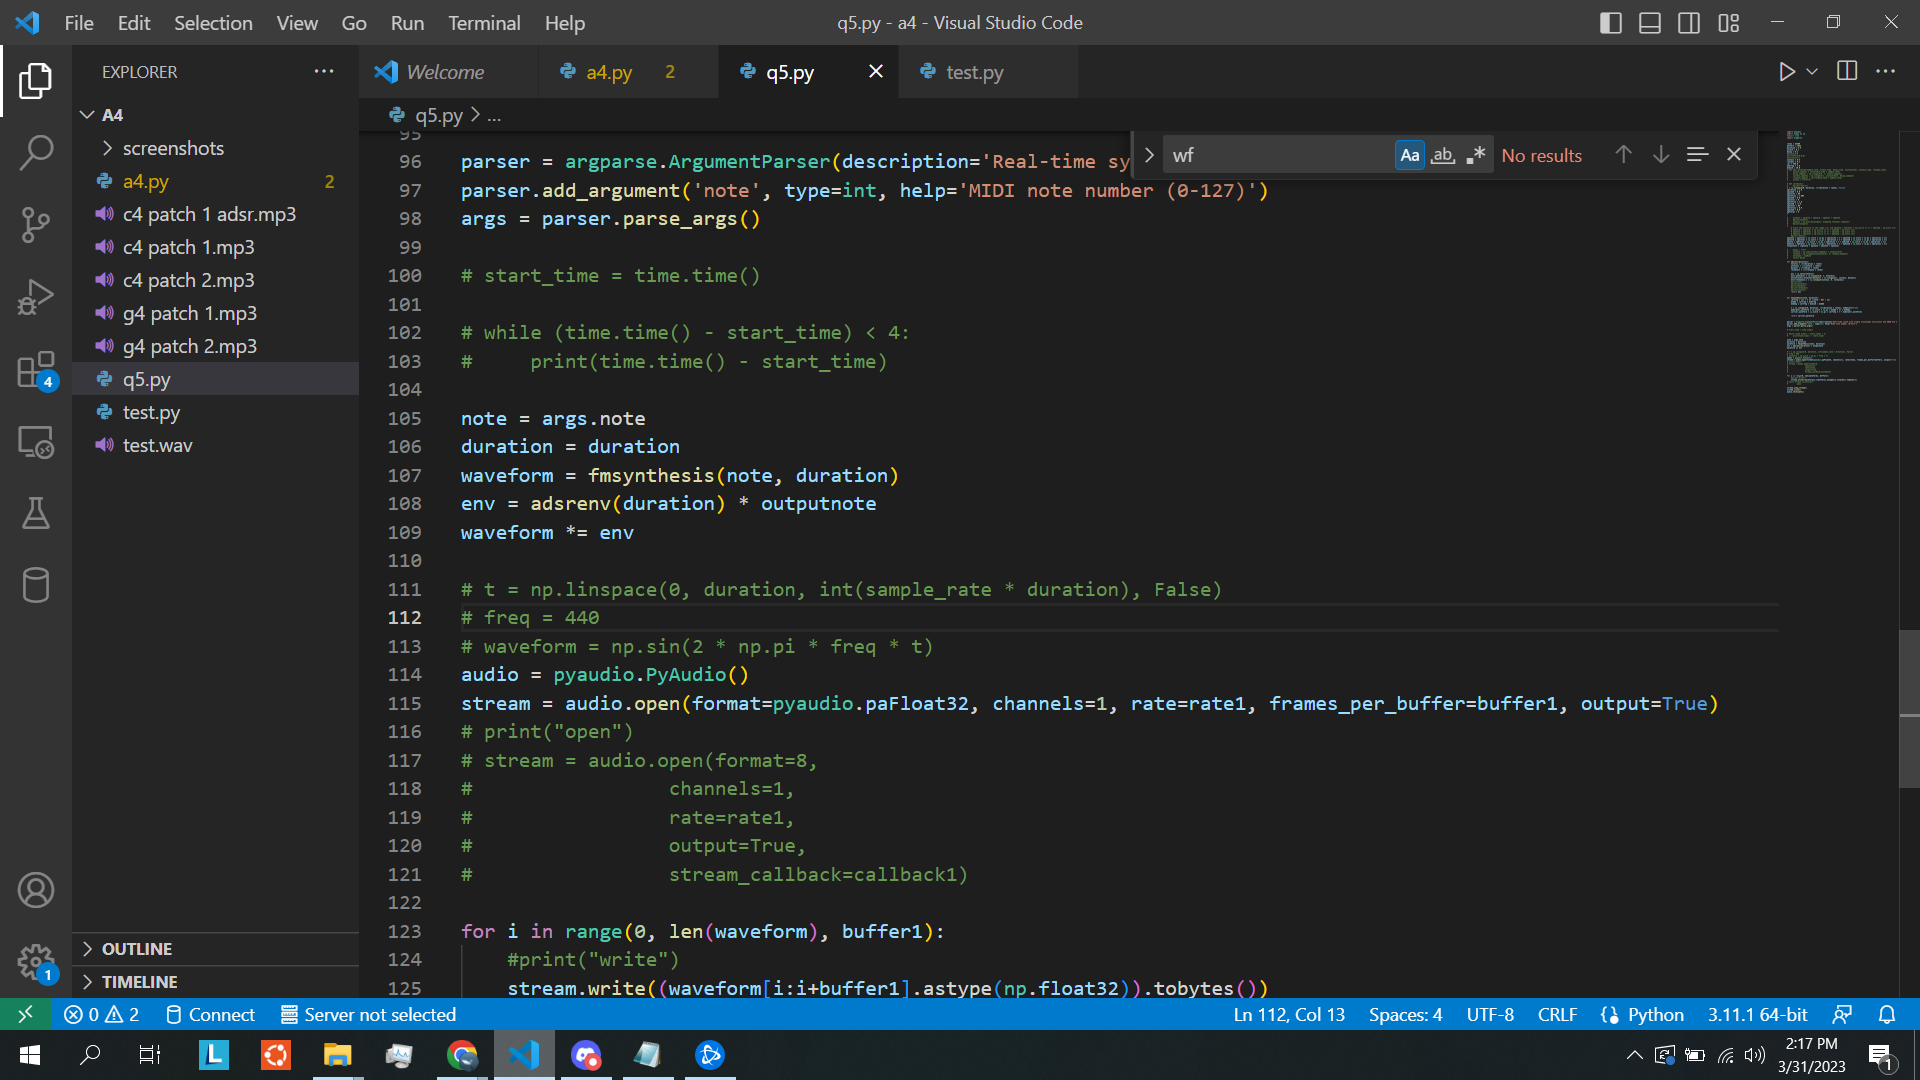 File Edit Selection View Go Run Terminal Help
q5.py - a4 - Visual Studio Code
EXPLORER
A4
screenshots
a4.py 2
c4 patch 1 adsr.mp3
c4 patch 1.mp3
c4 patch 2.mp3
g4 patch 1.mp3
g4 patch 2.mp3
q5.py
test.py
test.wav
OUTLINE
TIMELINE
4
1
Welcome a4.py 2 q5.py test.py
q5.py > ...
wf Aa ab No results
95
96 parser = argparse.ArgumentParser(description='Real-time sy
97 parser.add_argument('note', type=int, help='MIDI note number (0-127)')
98 args = parser.parse_args()
99
100 # start_time = time.time()
101
102 # while (time.time() - start_time) < 4:
103 #     print(time.time() - start_time)
104
105 note = args.note
106 duration = duration
107 waveform = fmsynthesis(note, duration)
108 env = adsrenv(duration) * outputnote
109 waveform *= env
110
111 # t = np.linspace(0, duration, int(sample_rate * duration), False)
112 # freq = 440
113 # waveform = np.sin(2 * np.pi * freq * t)
114 audio = pyaudio.PyAudio()
115 stream = audio.open(format=pyaudio.paFloat32, channels=1, rate=rate1, frames_per_buffer=buffer1, output=True)
116 # print("open")
117 # stream = audio.open(format=8,
118 #                 channels=1,
119 #                 rate=rate1,
120 #                 output=True,
121 #                 stream_callback=callback1)
122
123 for i in range(0, len(waveform), buffer1):
124     #print("write")
125     stream.write((waveform[i:i+buffer1].astype(np.float32)).tobytes())
0 2 Connect Server not selected
Ln 112, Col 13 Spaces: 4 UTF-8 CRLF Python 3.11.1 64-bit
L
2:17 PM
3/31/2023
1